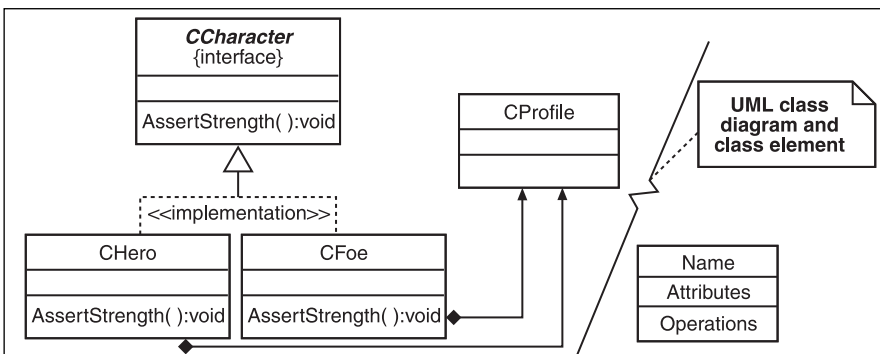 CCharacter
{interface}
AssertStrength( ):void
<<implementation>>
CHero
AssertStrength( ):void
CFoe
AssertStrength( ):void
CProfile
UML class
diagram and
class element
Name
Attributes
Operations